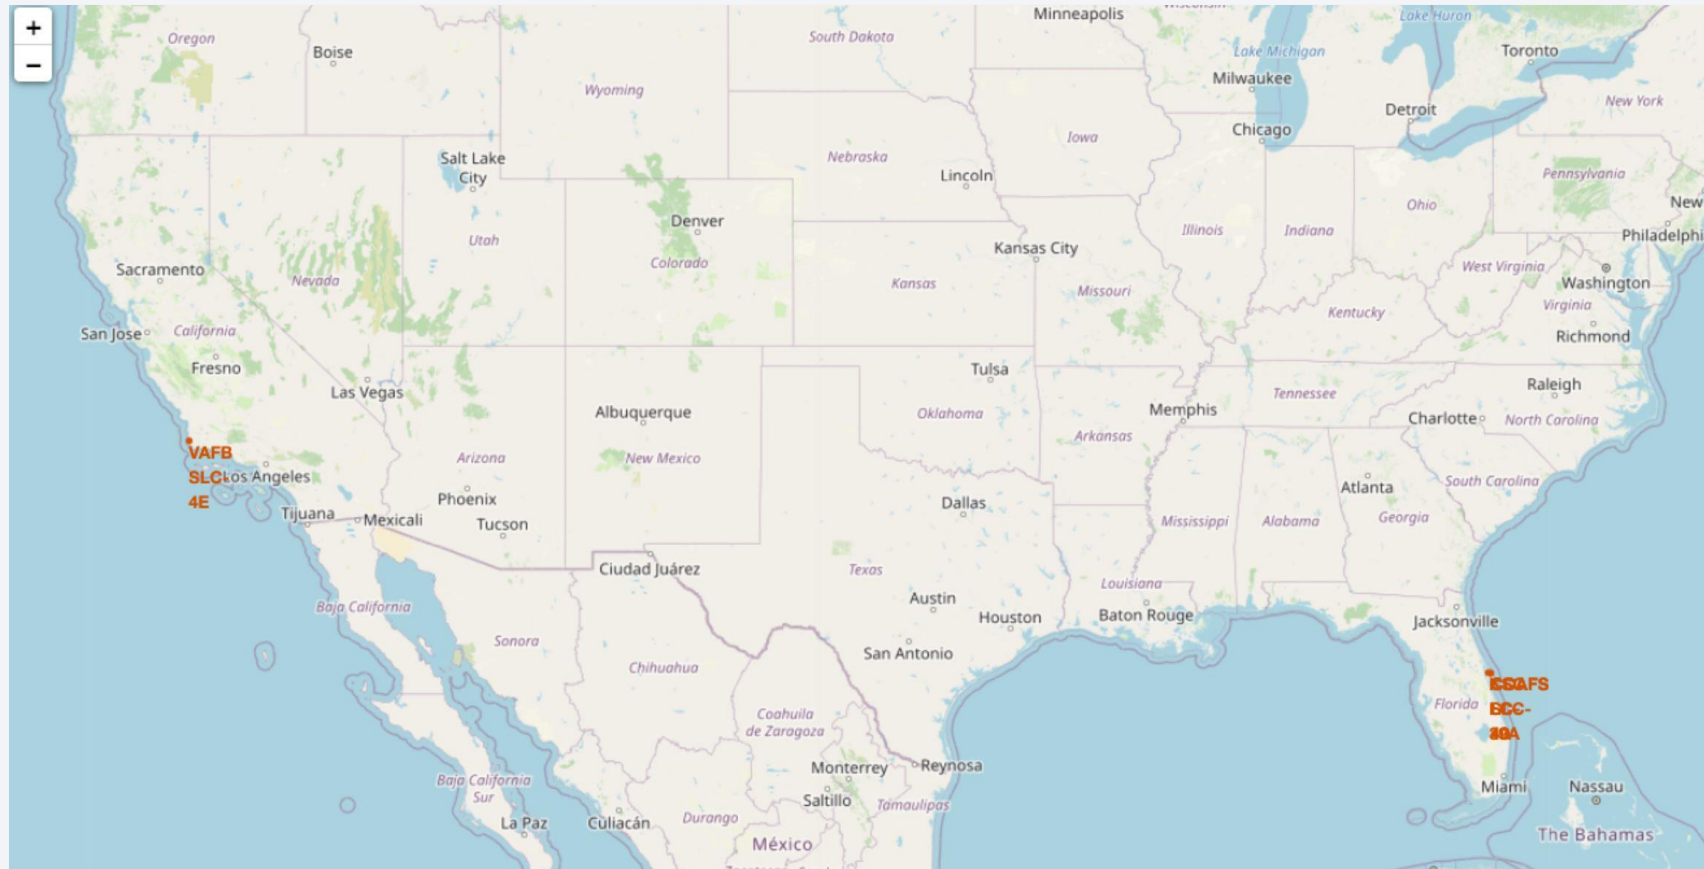 +
−
Minneapolis
Wisconsin
Lake Huron
Oregon
Boise
South Dakota
Lake Michigan
Toronto
Milwaukee
Wyoming
Detroit
New York
Chicago
Iowa
Salt Lake
City
Nebraska
Lincoln
Pennsylvania
New
Ohio
Denver
Illinois
Indiana
Philadelphi
Utah
Kansas City
Colorado
Sacramento
Nevada
Kansas
Missouri
West Virginia
Washington
Virginia
Kentucky
San Jose
California
Richmond
Fresno
Tulsa
Las Vegas
Raleigh
Tennessee
Albuquerque
Oklahoma
Memphis
Charlotte
North Carolina
Arkansas
VAFB
SLC-
4E
Los Angeles
Arizona
New Mexico
Phoenix
Atlanta
South Carolina
Dallas
Tijuana
Mexicali
Tucson
Mississippi
Alabama
Georgia
Ciudad Juárez
Texas
Louisiana
Austin
Baja California
Houston
Baton Rouge
Jacksonville
Sonora
San Antonio
Chihuahua
Florida
Coahuila
de Zaragoza
Monterrey
Reynosa
Baja California
Sur
Saltillo
Tamaulipas
Miami
Nassau
La Paz
Culiacán
Durango
The Bahamas
México